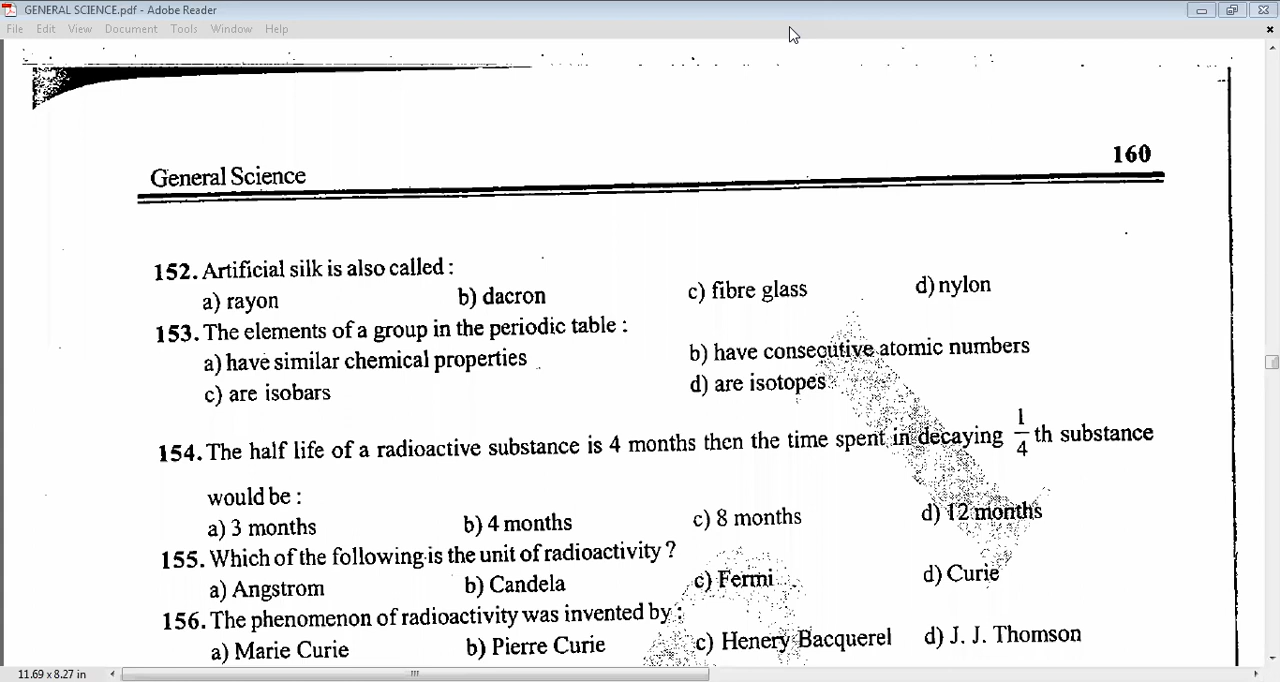 GENERAL SCIENCE.pdf - Adobe Reader
File Edit View Document Tools Window Help
160
General Science
152. Artificial silk is also called :
a) rayon b) dacron c) fibre glass d) nylon
153. The elements of a group in the periodic table :
a) have similar chemical properties b) have consecutive atomic numbers
c) are isobars d) are isotopes
154. The half life of a radioactive substance is 4 months then the time spent in decaying 1/4 th substance
would be :
a) 3 months b) 4 months c) 8 months d) 12 months
155. Which of the following is the unit of radioactivity ?
a) Angstrom b) Candela c) Fermi d) Curie
156. The phenomenon of radioactivity was invented by :
a) Marie Curie b) Pierre Curie c) Henery Bacquerel d) J. J. Thomson
11.69 x 8.27 in